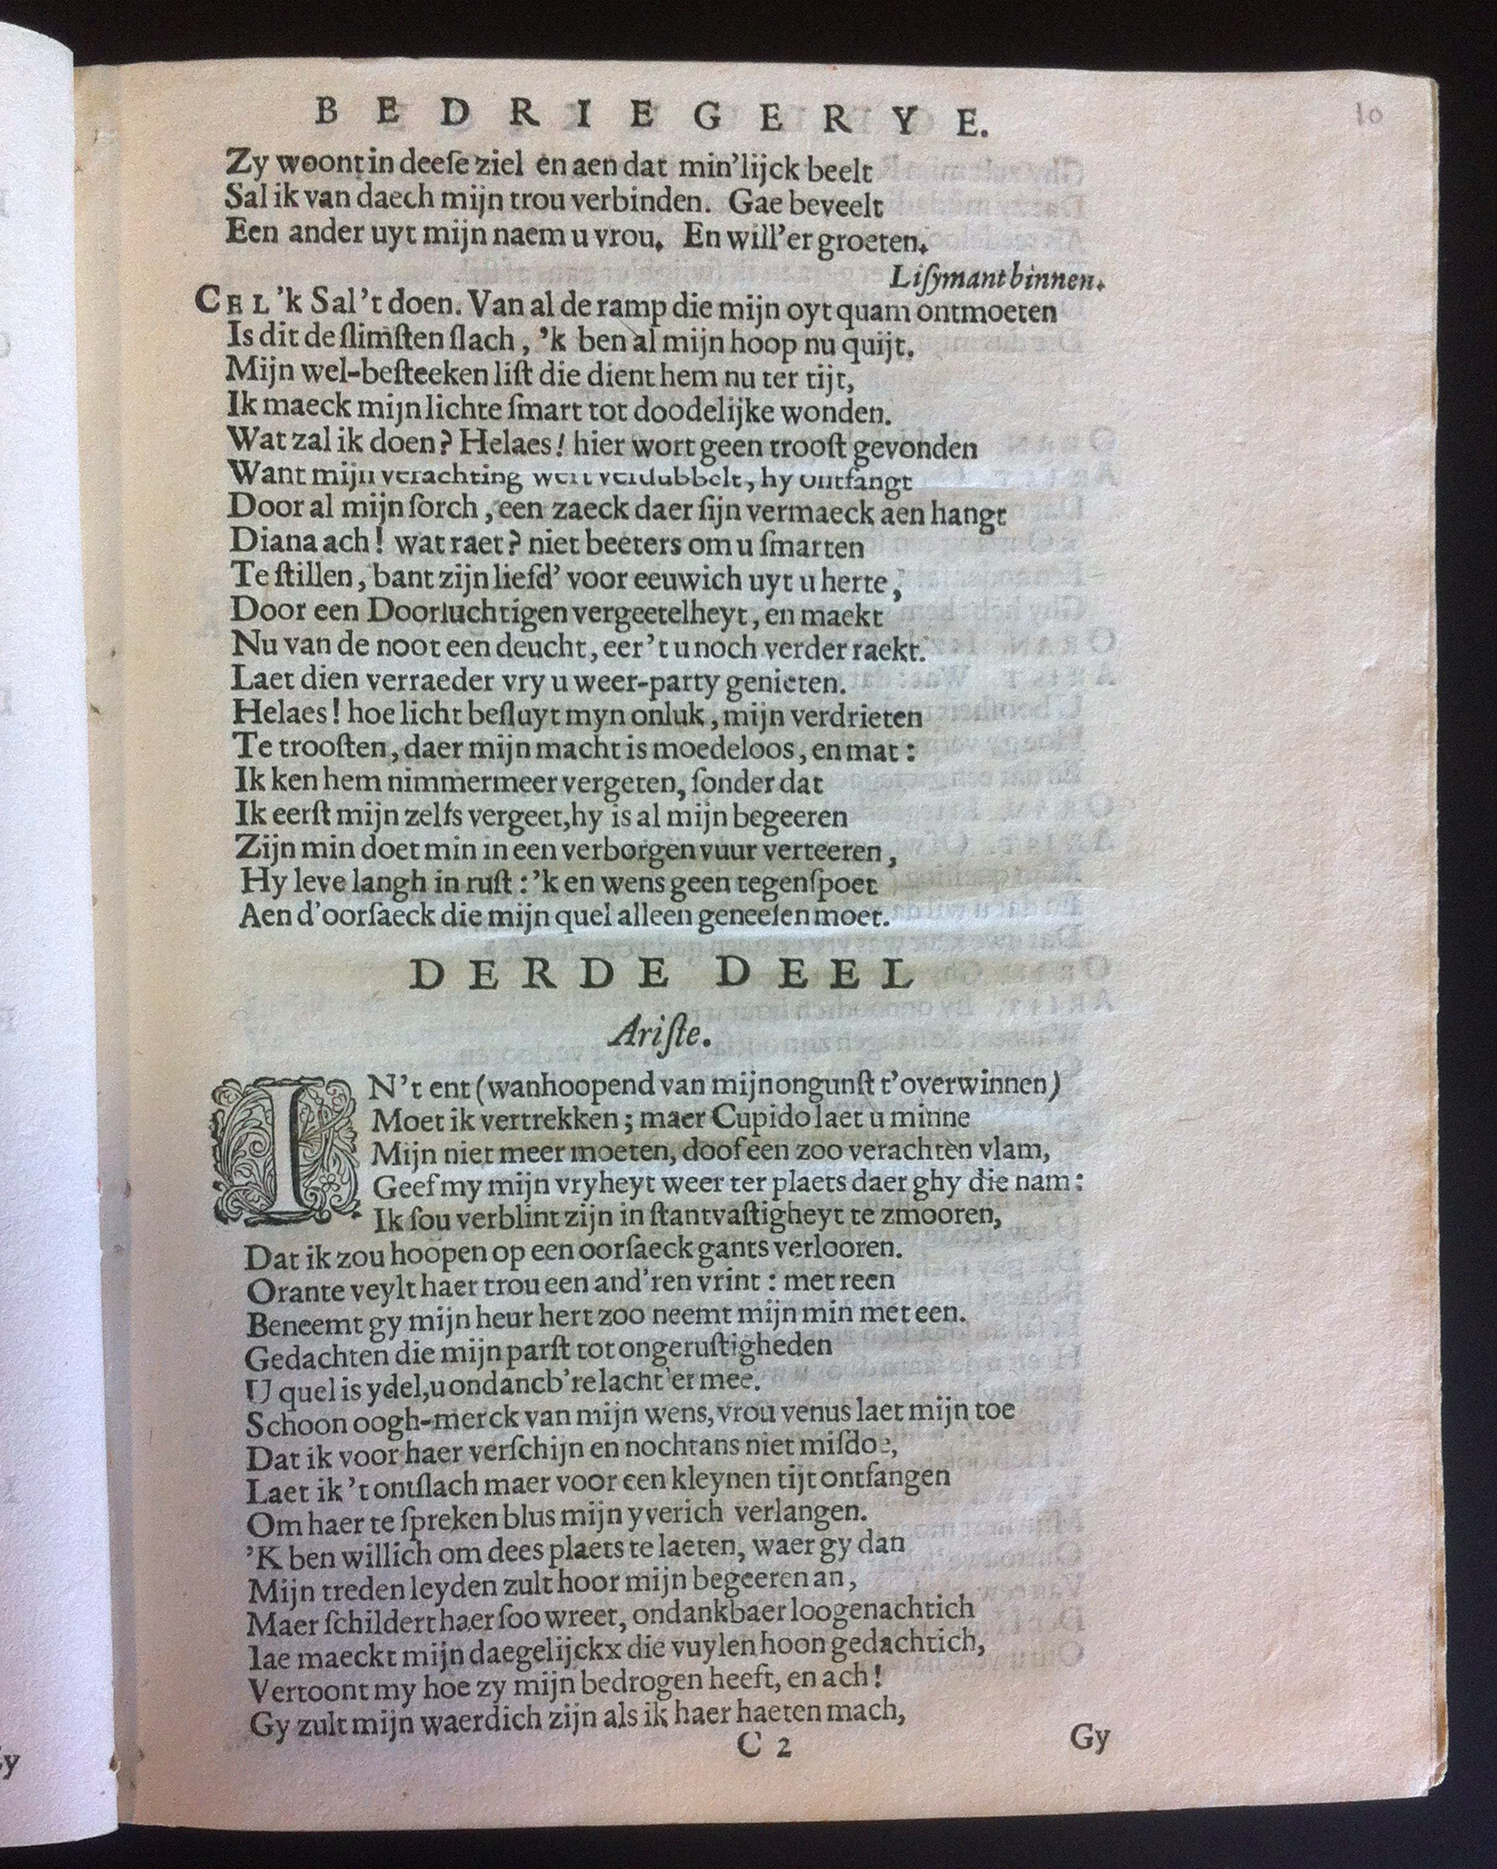 BEDRIEGERYE.
10
Zy woont in deeſe ziel en aen dat min'lijck beelt
Sal ik van daech mijn trou verbinden. Gae beveelt
Een ander uyt mijn naem u vrou. En will'er groeten.
Liſymant binnen.
CEL 'k Sal't doen. Van al de ramp die mijn oyt quam ontmoeten
Is dit de ſlimſten ſlach, 'k ben al mijn hoop nu quijt.
Mijn wel-beſteeken liſt die dient hem nu ter tijt,
Ik maeck mijn lichte ſmart tot doodelijke wonden.
Wat zal ik doen? Helaes! hier wort geen trooſt gevonden
Want mijn verachting wert verdubbelt, hy ontfangt
Door al mijn ſorch, een zaeck daer ſijn vermaeck aen hangt
Diana ach! wat raet? niet beeters om u ſmarten
Te ſtillen, bant zijn liefd' voor eeuwich uyt u herte,
Door een Doorluchtigen vergeetelheyt, en maekt
Nu van de noot een deucht, eer't u noch verder raekt.
Laet dien verraeder vry u weer-party genieten.
Helaes! hoe licht beſluyt myn onluk, mijn verdrieten
Te trooſten, daer mijn macht is moedeloos, en mat:
Ik ken hem nimmermeer vergeten, ſonder dat
Ik eerſt mijn zelfs vergeet, hy is al mijn begeeren
Zijn min doet min in een verborgen vuur verteeren,
Hy leve langh in ruſt: 'k en wens geen tegenſpoet
Aen d'oorſaeck die mijn quel alleen geneeſen moet.
DERDE DEEL
Ariſte.
IN't ent (wanhoopend van mijn ongunſt t'overwinnen)
Moet ik vertrekken; maer Cupido laet u minne
Mijn niet meer moeten, doof een zoo verachten vlam,
Geef my mijn vryheyt weer ter plaets daer ghy die nam:
Ik ſou verblint zijn in ſtantvaſtigheyt te zmooren,
Dat ik zou hoopen op een oorſaeck gants verlooren.
Orante veylt haer trou een and'ren vrint: met reen
Beneemt gy mijn heur hert zoo neemt mijn min met een.
Gedachten die mijn parſt tot ongeruſtigheden
U quel is ydel, u ondancb're lacht'er mee.
Schoon oogh-merck van mijn wens, vrou venus laet mijn toe
Dat ik voor haer verſchijn en nochtans niet miſdoe,
Laet ik 't ontſlach maer voor een kleynen tijt ontfangen
Om haer te ſpreken blus mijn yverich verlangen.
'K ben willich om dees plaets te laeten, waer gy dan
Mijn treden leyden zult hoor mijn begeeren an,
Maer ſchildert haer ſoo wreet, ondankbaer loogenachtich
Iae maeckt mijn daegelijckx die vuylen hoon gedachtich,
Vertoont my hoe zy mijn bedrogen heeft, en ach!
Gy zult mijn waerdich zijn als ik haer haeten mach,
C 2
Gy